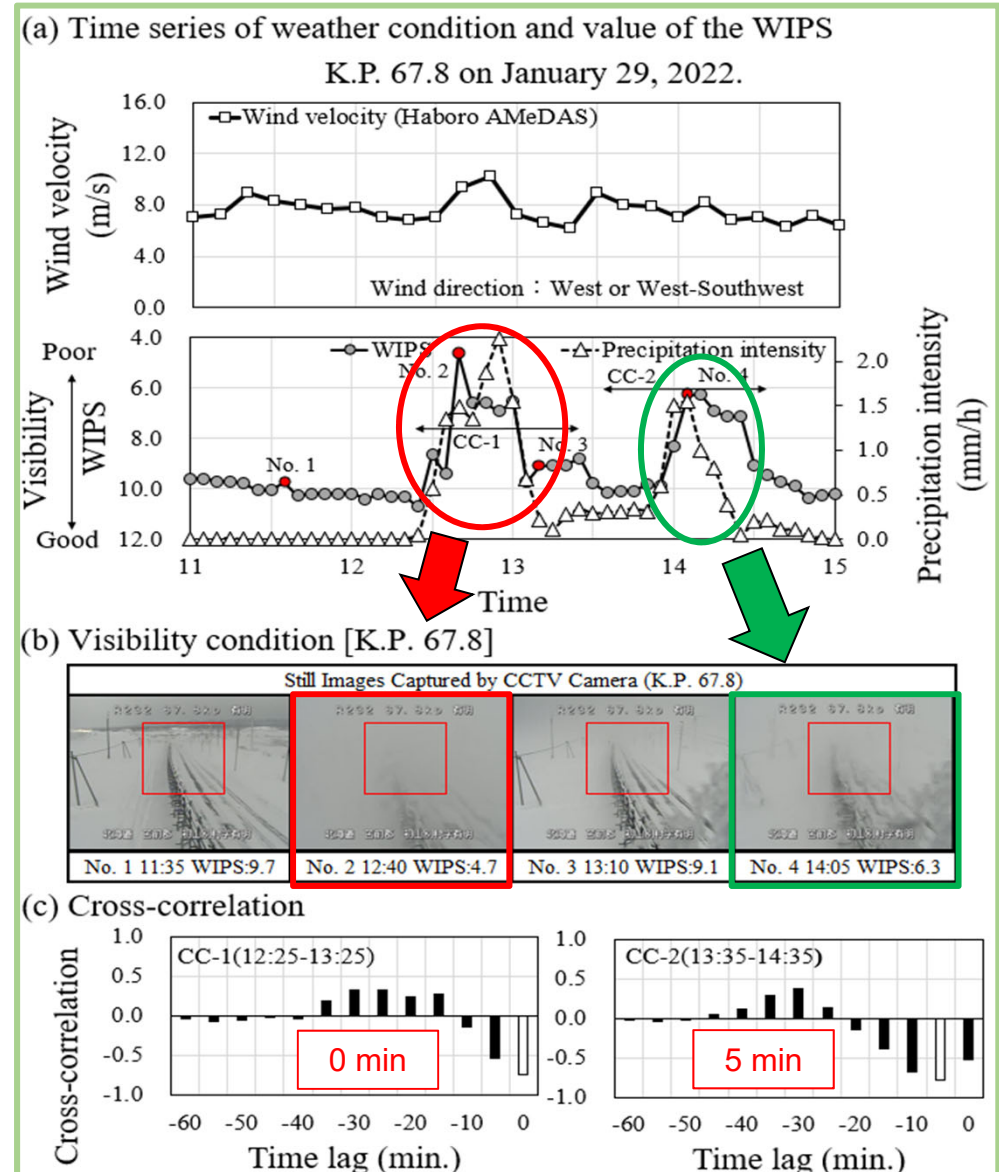 (a) Time series of weather condition and value of the WIPS
K.P. 67.8 on January 29, 2022.
Wind velocity (m/s)
16.0
12.0
8.0
4.0
0.0
Wind velocity (Haboro AMeDAS)
Wind direction：West or West-Southwest
Visibility
Poor
Good
WIPS
4.0
6.0
8.0
10.0
12.0
WIPS
Precipitation intensity
No. 1
No. 2
CC-1
No. 3
CC-2
No. 4
2.0
1.5
1.0
0.5
0.0
Precipitation intensity (mm/h)
11 12 13 14 15
Time
(b) Visibility condition [K.P. 67.8]
Still Images Captured by CCTV Camera (K.P. 67.8)
No. 1 11:35 WIPS:9.7
No. 2 12:40 WIPS:4.7
No. 3 13:10 WIPS:9.1
No. 4 14:05 WIPS:6.3
(c) Cross-correlation
Cross-correlation
1.0
0.5
0.0
-0.5
-1.0
CC-1(12:25-13:25)
0 min
-60 -50 -40 -30 -20 -10 0
Time lag (min.)
1.0
0.5
0.0
-0.5
-1.0
CC-2(13:35-14:35)
5 min
-60 -50 -40 -30 -20 -10 0
Time lag (min.)